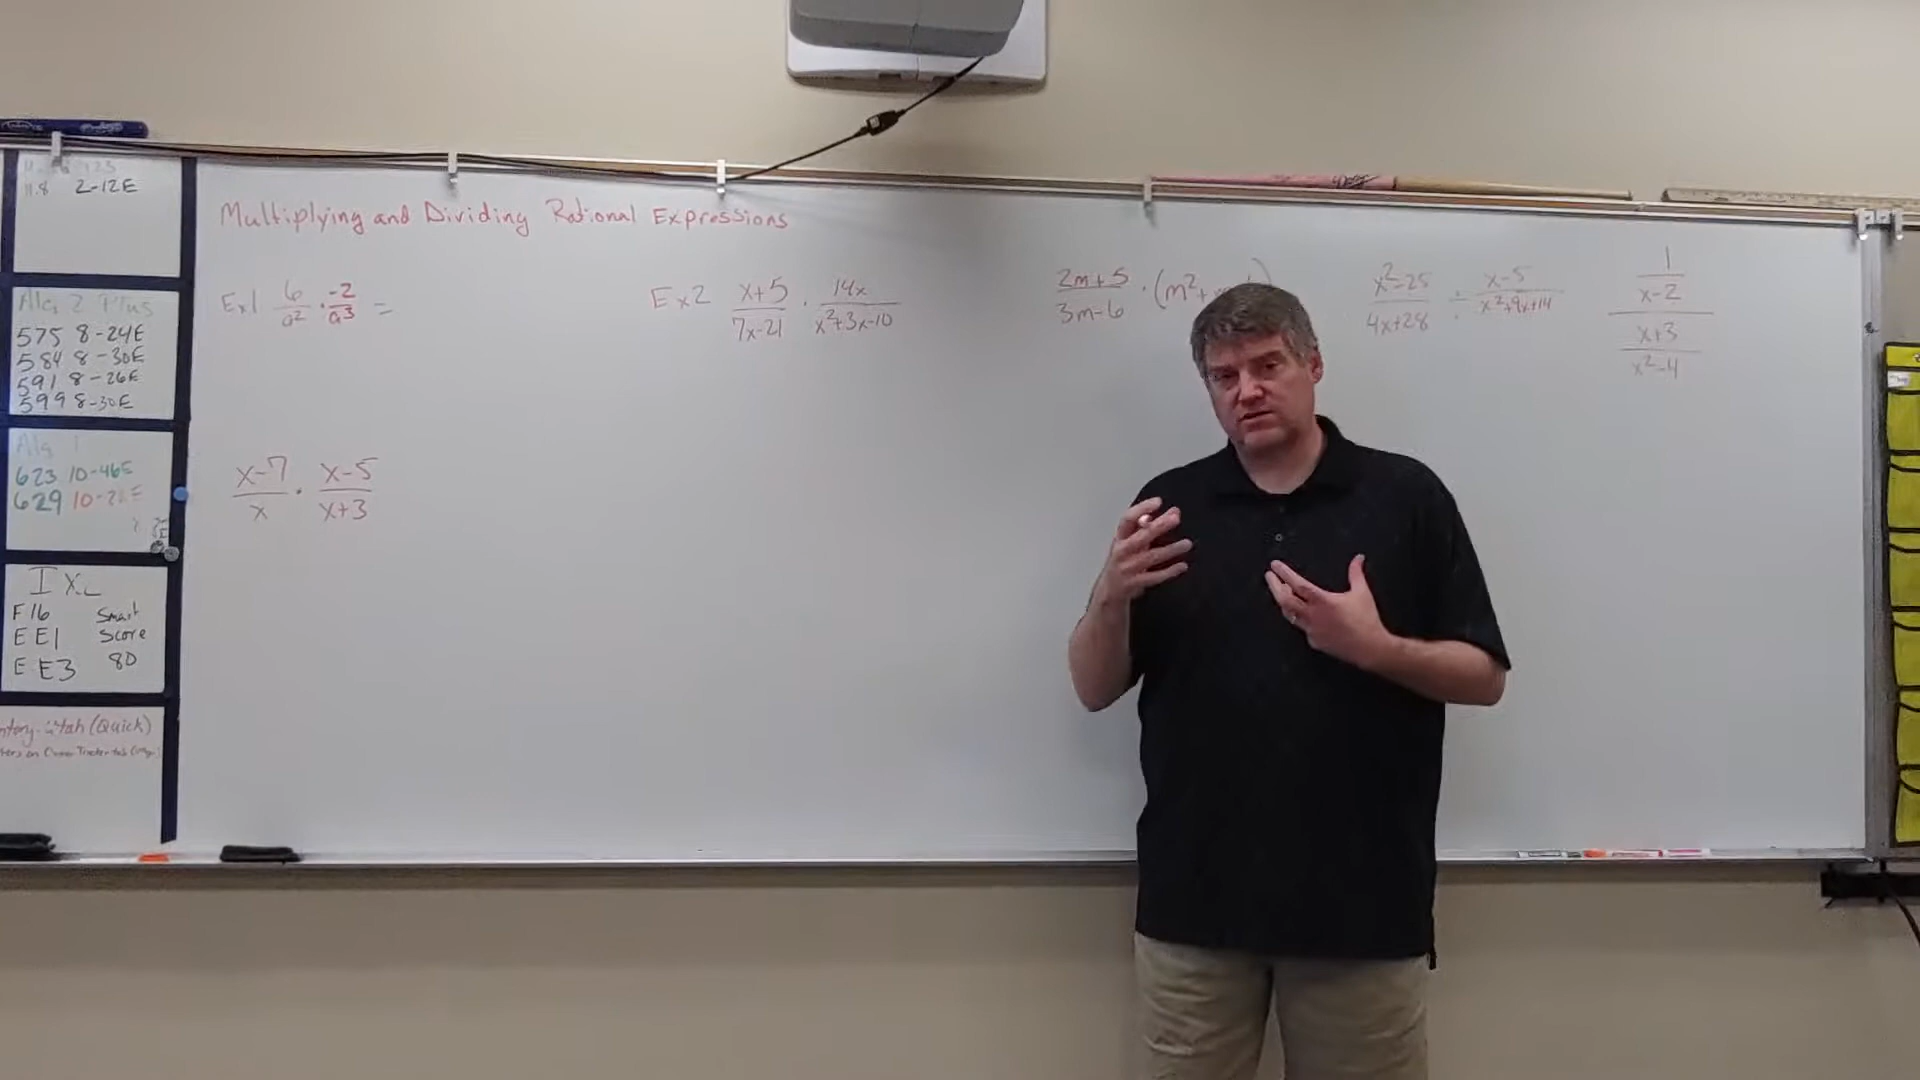 11.8 2-12E
Alg 2 Plus
575 8-24E
584 8-30E
591 8-26E
599 8-30E
Alg 1
623 10-46E
629 10-2
IXL
F16 Smart
EE1 Score
EE3 80
Utah (Quick)
Multiplying and Dividing Rational Expressions
Ex1 6/a² · -2/a³ =
x-7/x · x-5/x+3
Ex2 x+5/7x-21 · 14x/x²+3x-10
2m+5/3m-6 · (m²+
x²-25/4x+28 ÷ x-5/x²+9x+14
1
x-2
x+3
x²-4